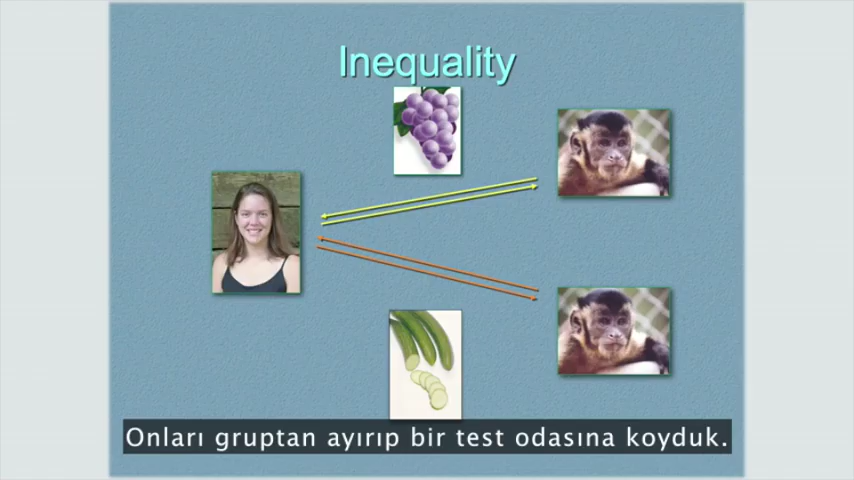 Inequality
Onları gruptan ayırıp bir test odasına koyduk.